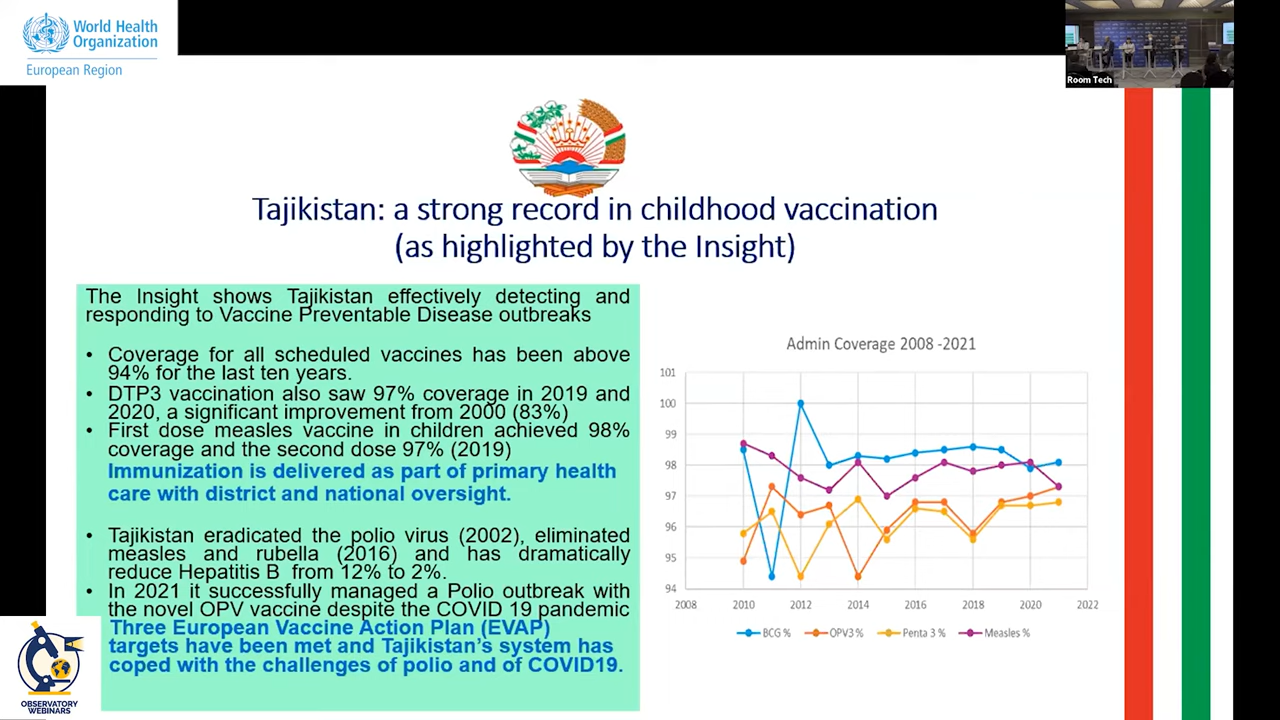 World Health
Organization
European Region
Room Tech
Tajikistan: a strong record in childhood vaccination
(as highlighted by the Insight)
The Insight shows Tajikistan effectively detecting and
responding to Vaccine Preventable Disease outbreaks
• Coverage for all scheduled vaccines has been above
94% for the last ten years.
• DTP3 vaccination also saw 97% coverage in 2019 and
2020, a significant improvement from 2000 (83%)
• First dose measles vaccine in children achieved 98%
coverage and the second dose 97% (2019)
Immunization is delivered as part of primary health
care with district and national oversight.
• Tajikistan eradicated the polio virus (2002), eliminated
measles and rubella (2016) and has dramatically
reduce Hepatitis B from 12% to 2%.
• In 2021 it successfully managed a Polio outbreak with
the novel OPV vaccine despite the COVID 19 pandemic
Three European Vaccine Action Plan (EVAP)
targets have been met and Tajikistan's system has
coped with the challenges of polio and of COVID19.
Admin Coverage 2008 -2021
101
100
99
98
97
96
95
94
2008 2010 2012 2014 2016 2018 2020 2022
BCG % OPV3 % Penta 3 % Measles %
OBSERVATORY
WEBINARS